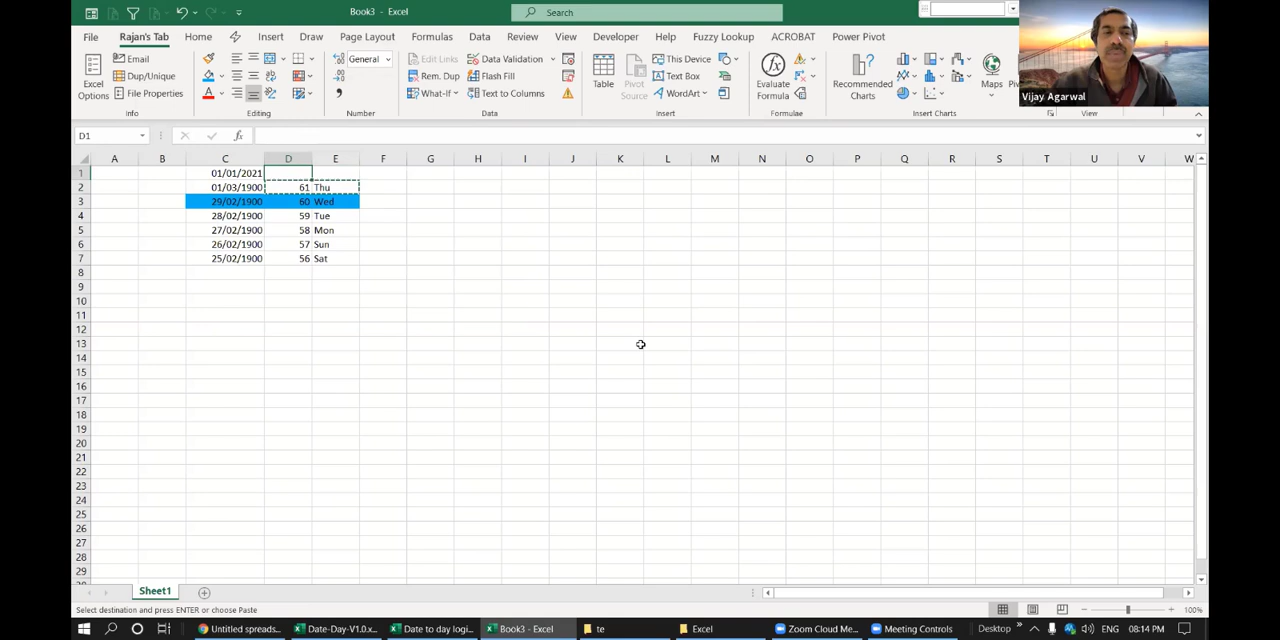 Book3 - Excel
Search
File
Rajan's Tab
Home
Insert
Draw
Page Layout
Formulas
Data
Review
View
Developer
Help
Fuzzy Lookup
ACROBAT
Power Pivot
Excel Options
Email
Dup/Unique
File Properties
Info
Editing
General
Number
Edit Links
Rem. Dup
What-If
Data Validation
Flash Fill
Text to Columns
Data
Table
Pivot Source
This Device
Text Box
WordArt
Insert
Evaluate Formula
Formulae
Recommended Charts
Maps
Insert Charts
View
Vijay Agarwal
D1
fx
A B C D E F G H I J K L M N O P Q R S T U V W
1 01/01/2021
2 01/03/1900 61 Thu
3 29/02/1900 60 Wed
4 28/02/1900 59 Tue
5 27/02/1900 58 Mon
6 26/02/1900 57 Sun
7 25/02/1900 56 Sat
8
9
10
11
12
13
14
15
16
17
18
19
20
21
22
23
24
25
26
27
28
29
Sheet1
Select destination and press ENTER or choose Paste
100%
Untitled spreads...
Date-Day-V1.0.x...
Date to day logi...
Book3 - Excel
te
Excel
Zoom Cloud Me...
Meeting Controls
Desktop
ENG
08:14 PM